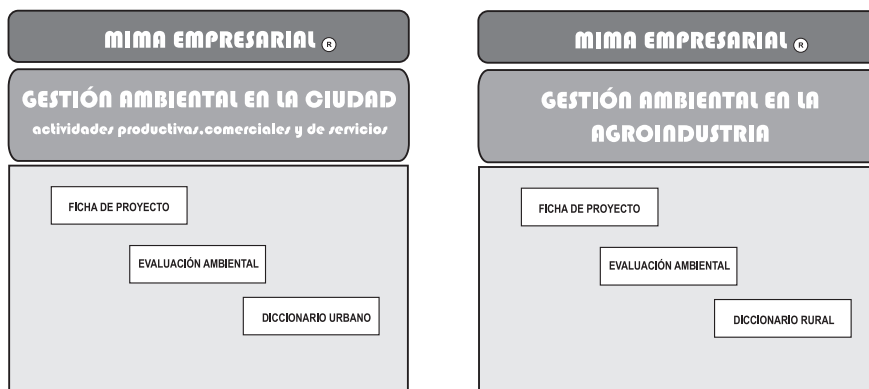 MIMA EMPRESARIAL ®
GESTIÓN AMBIENTAL EN LA CIUDAD
actividades productivas.comerciales y de servicios
FICHA DE PROYECTO
EVALUACIÓN AMBIENTAL
DICCIONARIO URBANO
MIMA EMPRESARIAL ®
GESTIÓN AMBIENTAL EN LA
AGROINDUSTRIA
FICHA DE PROYECTO
EVALUACIÓN AMBIENTAL
DICCIONARIO RURAL